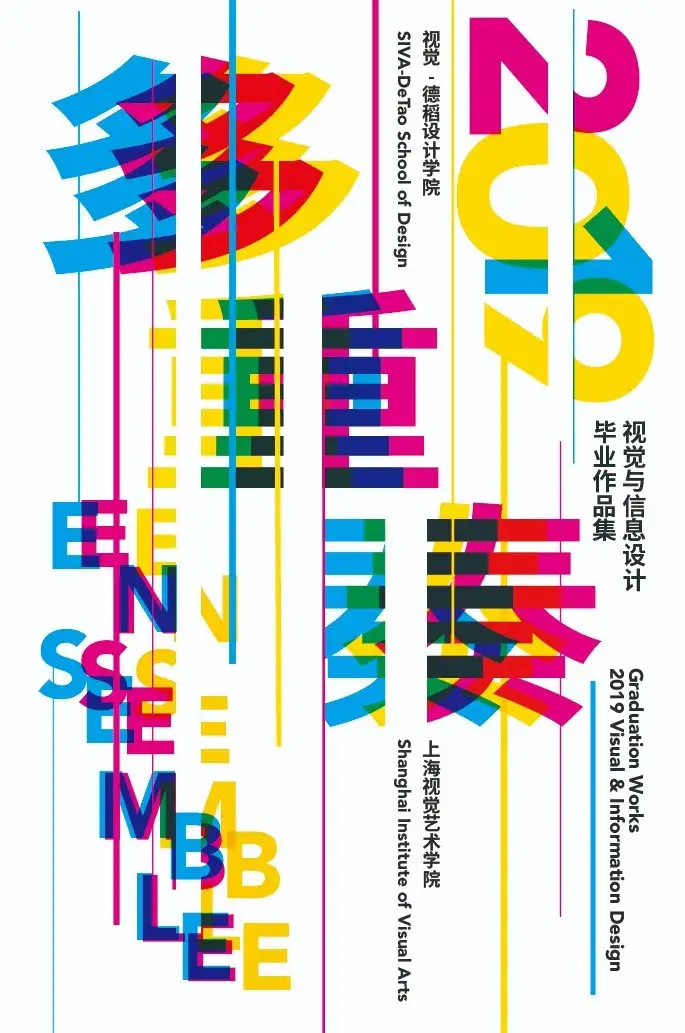 2019
视觉·德稻设计学院
SIVA-DeTao School of Design
多重奏
视觉与信息设计
毕业作品集
ENSEMBLE
Graduation Works
2019 Visual & Information Design
上海视觉艺术学院
Shanghai Institute of Visual Arts